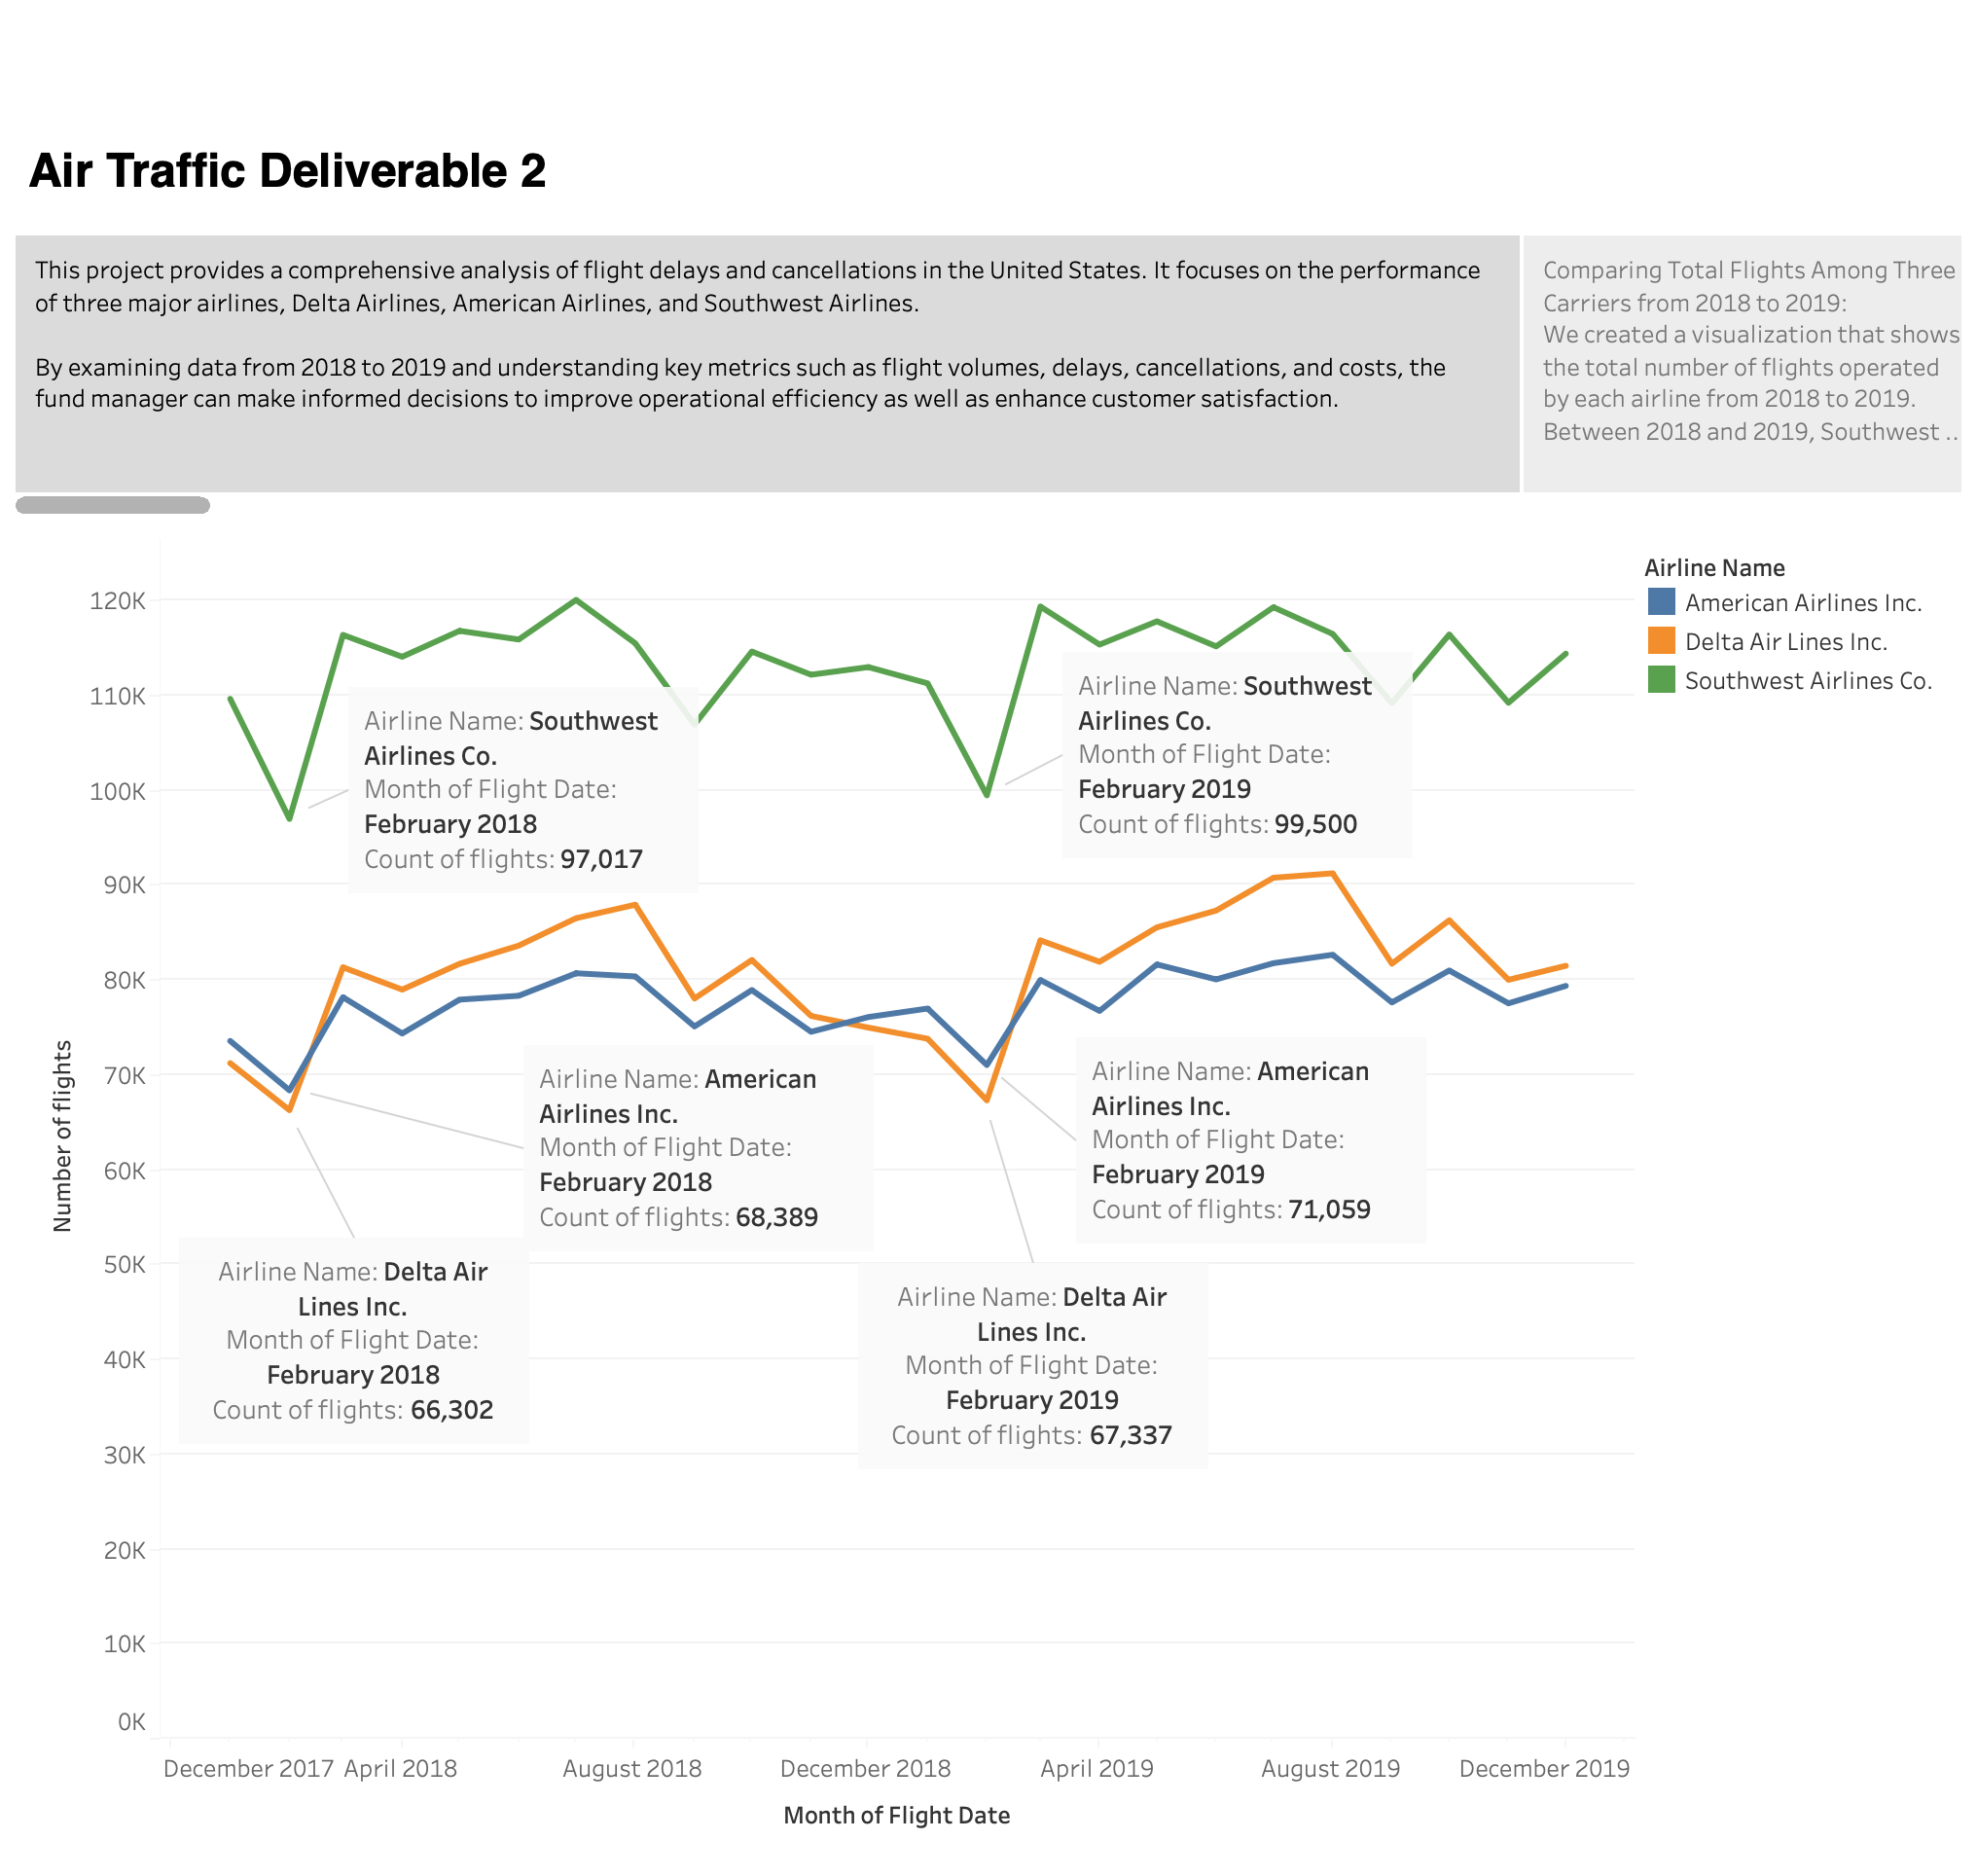 Air Traffic Deliverable 2
This project provides a comprehensive analysis of flight delays and cancellations in the United States. It focuses on the performance
of three major airlines, Delta Airlines, American Airlines, and Southwest Airlines.
By examining data from 2018 to 2019 and understanding key metrics such as flight volumes, delays, cancellations, and costs, the
fund manager can make informed decisions to improve operational efficiency as well as enhance customer satisfaction.
Comparing Total Flights Among Three
Carriers from 2018 to 2019:
We created a visualization that shows
the total number of flights operated
by each airline from 2018 to 2019.
Between 2018 and 2019, Southwest ..
Airline Name
American Airlines Inc.
Delta Air Lines Inc.
Southwest Airlines Co.
Number of flights
120K
110K
100K
90K
80K
70K
60K
50K
40K
30K
20K
10K
0K
Airline Name: Southwest
Airlines Co.
Month of Flight Date:
February 2018
Count of flights: 97,017
Airline Name: Southwest
Airlines Co.
Month of Flight Date:
February 2019
Count of flights: 99,500
Airline Name: American
Airlines Inc.
Month of Flight Date:
February 2018
Count of flights: 68,389
Airline Name: American
Airlines Inc.
Month of Flight Date:
February 2019
Count of flights: 71,059
Airline Name: Delta Air
Lines Inc.
Month of Flight Date:
February 2018
Count of flights: 66,302
Airline Name: Delta Air
Lines Inc.
Month of Flight Date:
February 2019
Count of flights: 67,337
December 2017 April 2018 August 2018 December 2018 April 2019 August 2019 December 2019
Month of Flight Date